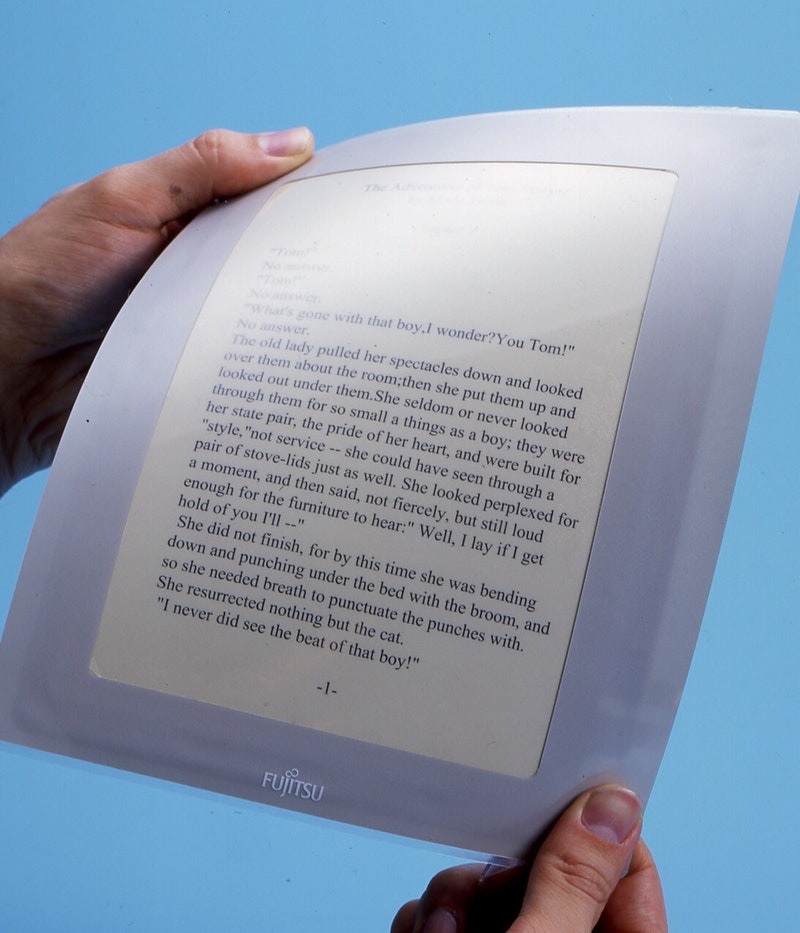 The Adventures of Tom Sawyer
"Tom!"
No answer.
"Tom!"
No answer.
"What's gone with that boy,I wonder?You Tom!"
No answer.
The old lady pulled her spectacles down and looked
over them about the room;then she put them up and
looked out under them.She seldom or never looked
through them for so small a things as a boy; they were
her state pair, the pride of her heart, and were built for
"style,"not service -- she could have seen through a
pair of stove-lids just as well. She looked perplexed for
a moment, and then said, not fiercely, but still loud
enough for the furniture to hear:" Well, I lay if I get
hold of you I'll --"
She did not finish, for by this time she was bending
down and punching under the bed with the broom, and
so she needed breath to punctuate the punches with.
She resurrected nothing but the cat.
"I never did see the beat of that boy!"
-1-
FUJITSU